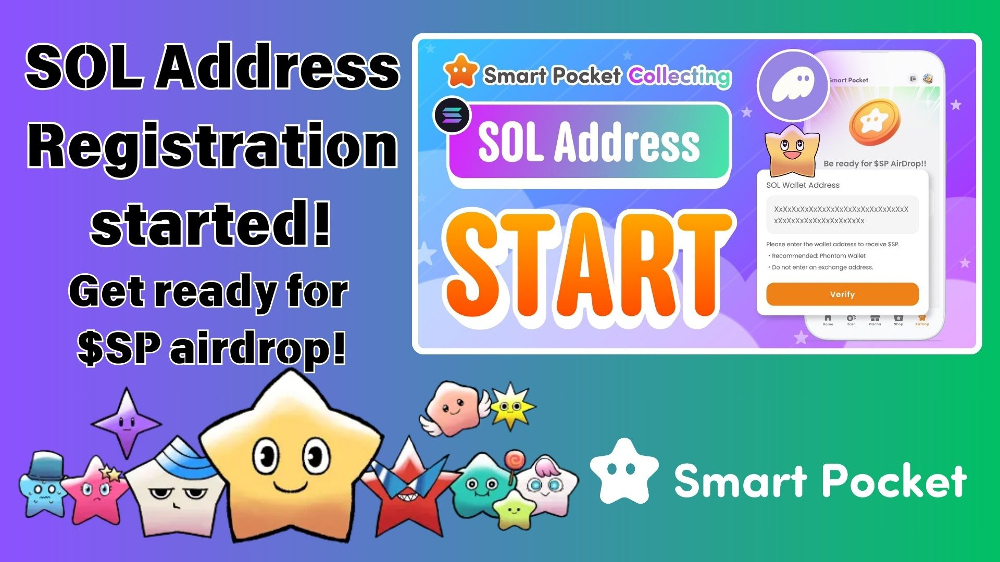 SOL Address
Registration
started!
Get ready for
$SP airdrop!
Smart Pocket Collecting
SOL Address
START
Smart Pocket
Be ready for $SP AirDrop!!
SOL Wallet Address
XxXxXxXxXxXxXxXxXxXxXxXxXxXxXxX
xXxXxXxXxXxXxXxXxXxXx
Please enter the wallet address to receive $SP.
・Recommended: Phantom Wallet
・Do not enter an exchange address.
Verify
Home Earn Gacha Shop AirDrop
Smart Pocket